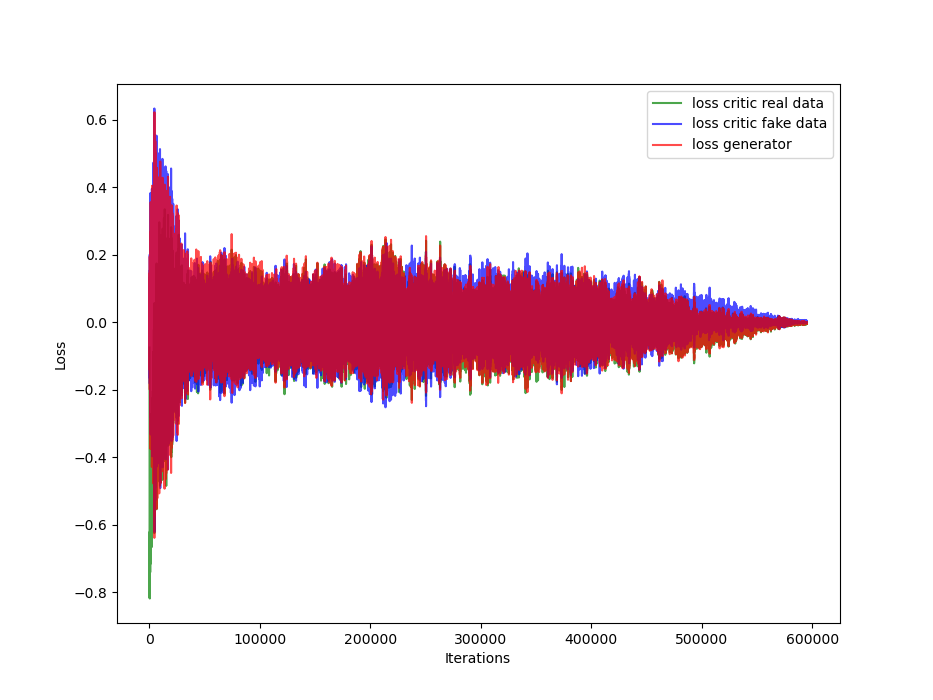 loss critic real data
loss critic fake data
loss generator
0.6
0.4
0.2
0.0
−0.2
−0.4
−0.6
−0.8
Loss
0 100000 200000 300000 400000 500000 600000
Iterations